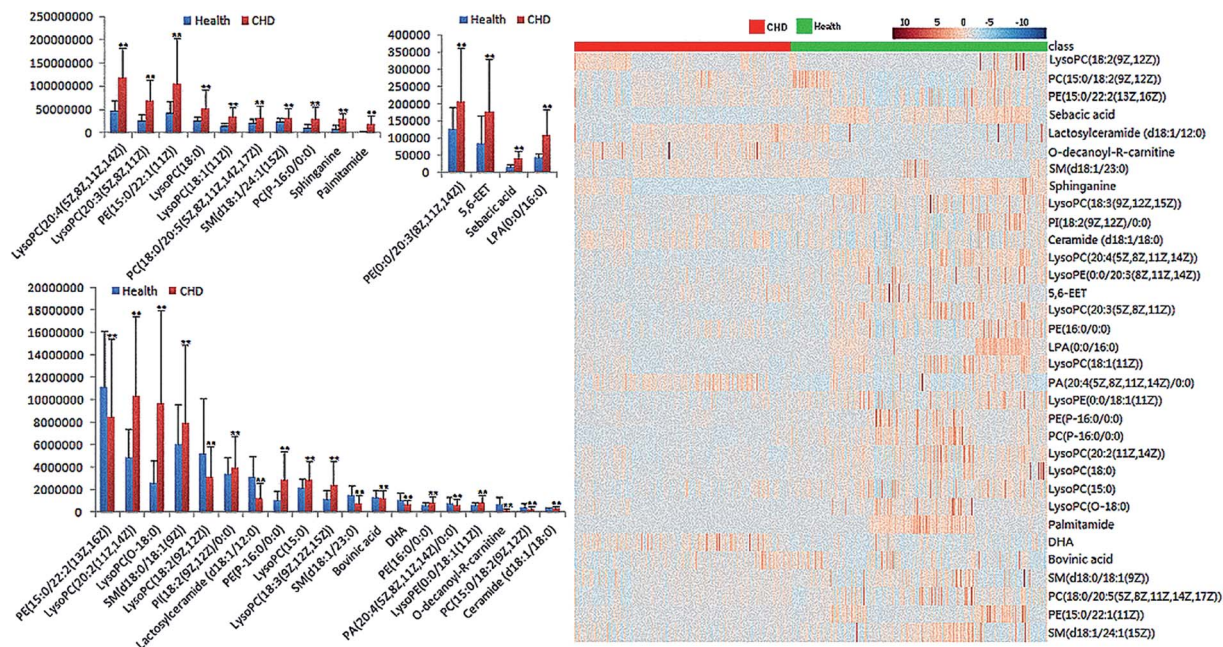 Health CHD
250000000
200000000
150000000
100000000
50000000
0
** ** ** ** ** ** ** ** ** **
LysoPC(20:4(5Z,8Z,11Z,14Z))
LysoPC(20:3(5Z,8Z,11Z))
PE(15:0/22:1(11Z))
LysoPC(18:0)
LysoPC(18:1(11Z))
PC(18:0/20:5(5Z,8Z,11Z,14Z,17Z))
SM(d18:1/24:1(15Z))
PC(P-16:0/0:0)
Sphinganine
Palmitamide
Health CHD
400000
350000
300000
250000
200000
150000
100000
50000
0
** ** ** **
PE(0:0/20:3(8Z,11Z,14Z))
5,6-EET
Sebacic acid
LPA(0:0/16:0)
Health CHD
20000000
18000000
16000000
14000000
12000000
10000000
8000000
6000000
4000000
2000000
0
** ** ** ** ** ** ** ** ** ** ** ** ** ** ** ** ** ** **
PE(15:0/22:2(13Z,16Z))
LysoPC(20:2(11Z,14Z))
LysoPC(O-18:0)
SM(d18:0/18:1(9Z))
LysoPC(18:2(9Z,12Z))
PI(18:2(9Z,12Z)/0:0)
Lactosylceramide (d18:1/12:0)
PE(P-16:0/0:0)
LysoPC(15:0)
LysoPC(18:3(9Z,12Z,15Z))
SM(d18:1/23:0)
Bovinic acid
DHA
PE(16:0/0:0)
PA(20:4(5Z,8Z,11Z,14Z)/0:0)
LysoPE(0:0/18:1(11Z))
O-decanoyl-R-carnitine
PC(15:0/18:2(9Z,12Z))
Ceramide (d18:1/18:0)
CHD Health
10 5 0 -5 -10
class
LysoPC(18:2(9Z,12Z))
PC(15:0/18:2(9Z,12Z))
PE(15:0/22:2(13Z,16Z))
Sebacic acid
Lactosylceramide (d18:1/12:0)
O-decanoyl-R-carnitine
SM(d18:1/23:0)
Sphinganine
LysoPC(18:3(9Z,12Z,15Z))
PI(18:2(9Z,12Z)/0:0)
Ceramide (d18:1/18:0)
LysoPC(20:4(5Z,8Z,11Z,14Z))
LysoPE(0:0/20:3(8Z,11Z,14Z))
5,6-EET
LysoPC(20:3(5Z,8Z,11Z))
PE(16:0/0:0)
LPA(0:0/16:0)
LysoPC(18:1(11Z))
PA(20:4(5Z,8Z,11Z,14Z)/0:0)
LysoPE(0:0/18:1(11Z))
PE(P-16:0/0:0)
PC(P-16:0/0:0)
LysoPC(20:2(11Z,14Z))
LysoPC(18:0)
LysoPC(15:0)
LysoPC(O-18:0)
Palmitamide
DHA
Bovinic acid
SM(d18:0/18:1(9Z)
PC(18:0/20:5(5Z,8Z,11Z,14Z,17Z))
PE(15:0/22:1(11Z))
SM(d18:1/24:1(15Z))